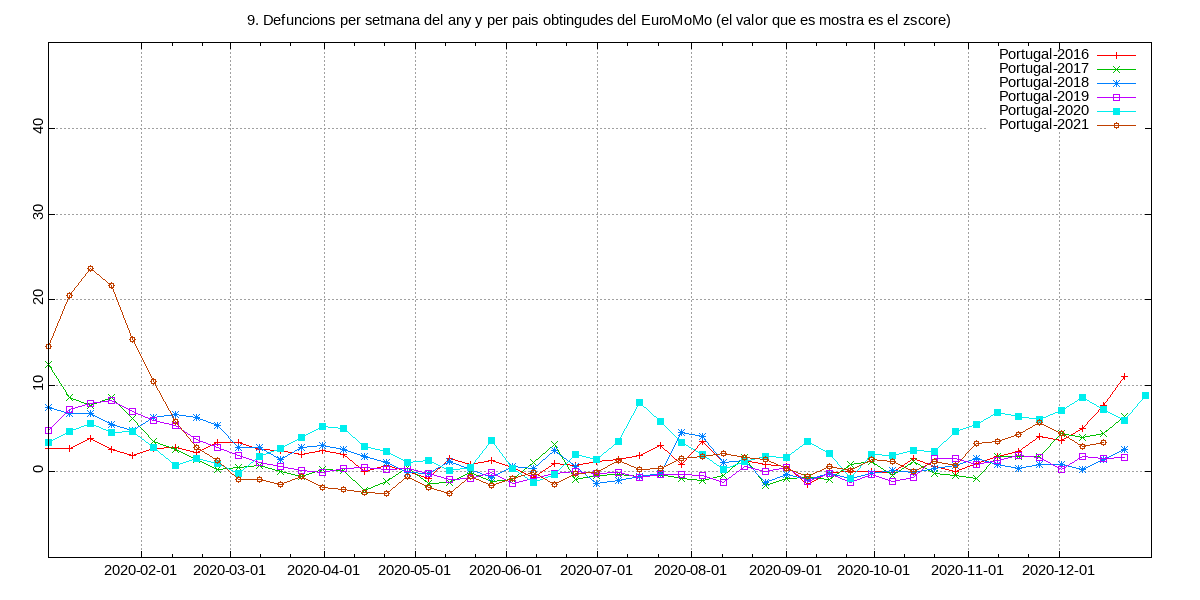 9. Defuncions per setmana del any y per pais obtingudes del EuroMoMo (el valor que es mostra es el zscore)
Portugal-2016
Portugal-2017
Portugal-2018
Portugal-2019
Portugal-2020
Portugal-2021
40
30
20
10
0
2020-02-01 2020-03-01 2020-04-01 2020-05-01 2020-06-01 2020-07-01 2020-08-01 2020-09-01 2020-10-01 2020-11-01 2020-12-01